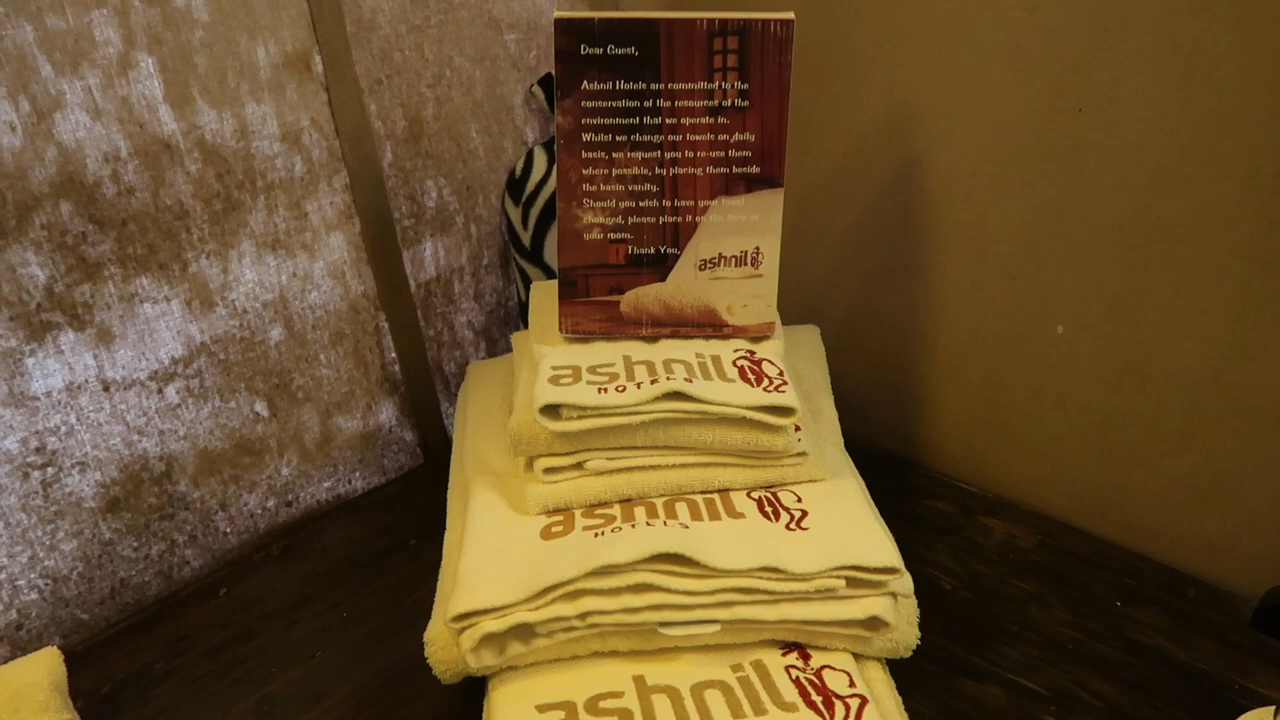 Dear Guest,
Ashnil Hotels are committed to the
conservation of the resources of the
environment that we operate in.
Whilst we change our towels on daily
basis, we request you to re-use them
where possible, by placing them beside
the basin vanity.
Should you wish to have your towel
changed, please place it on the floor of
your room.
Thank You,
ashnil
ashnil
HOTELS
ashnil
HOTELS
ashnil